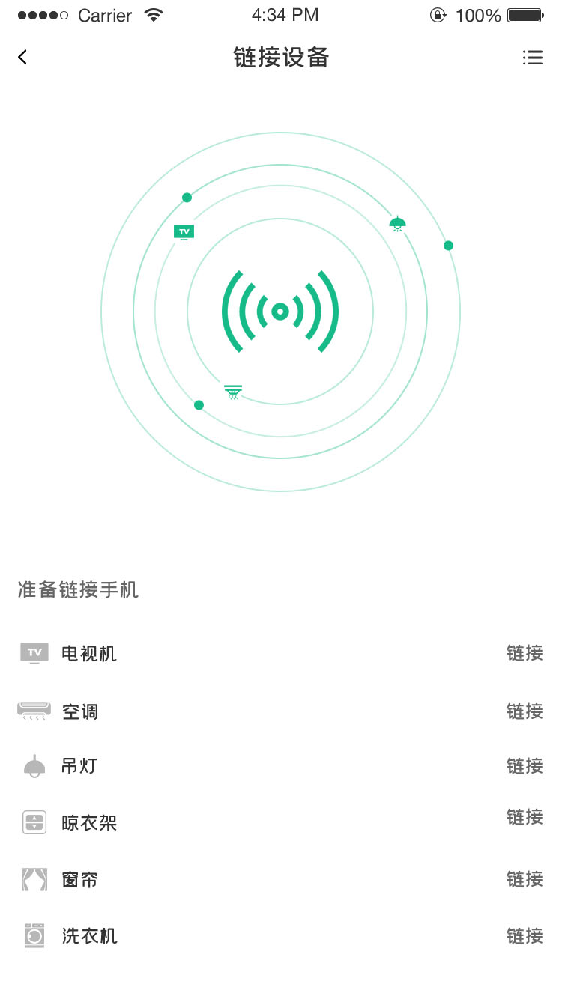 Carrier 4:34 PM 100%
链接设备
TV
准备链接手机
TV 电视机 链接
空调 链接
吊灯 链接
晾衣架 链接
窗帘 链接
洗衣机 链接